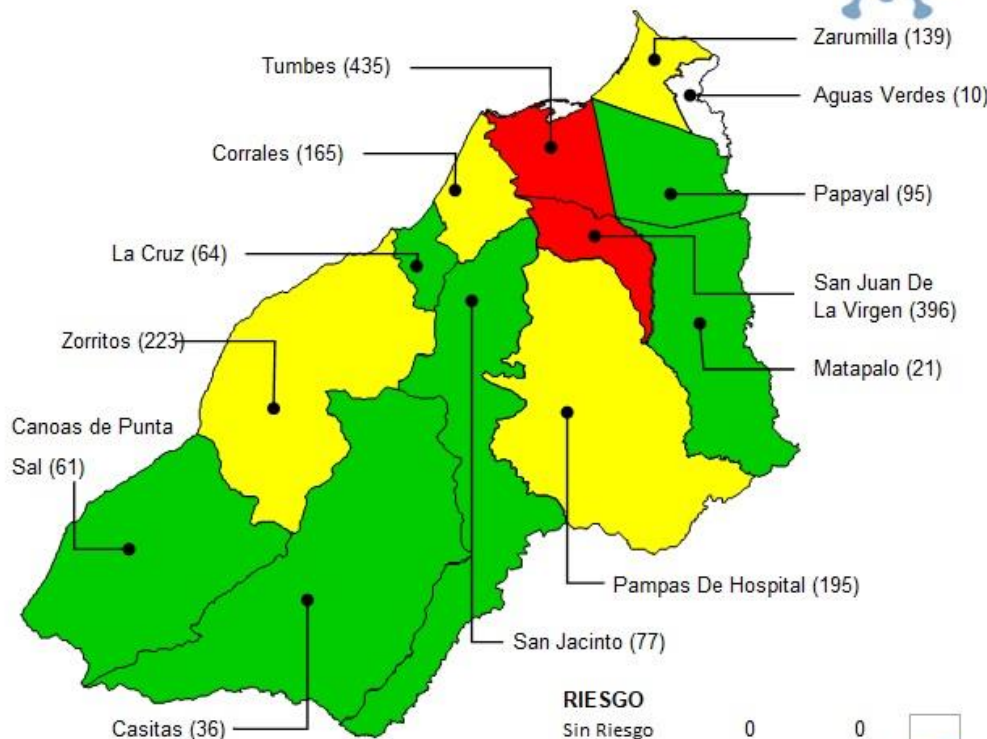 Zarumilla (139)
Tumbes (435)
Aguas Verdes (10)
Corrales (165)
Papayal (95)
La Cruz (64)
San Juan De
La Virgen (396)
Zorritos (223)
Matapalo (21)
Canoas de Punta
Sal (61)
Pampas De Hospital (195)
San Jacinto (77)
Casitas (36)
RIESGO
Sin Riesgo 0 0